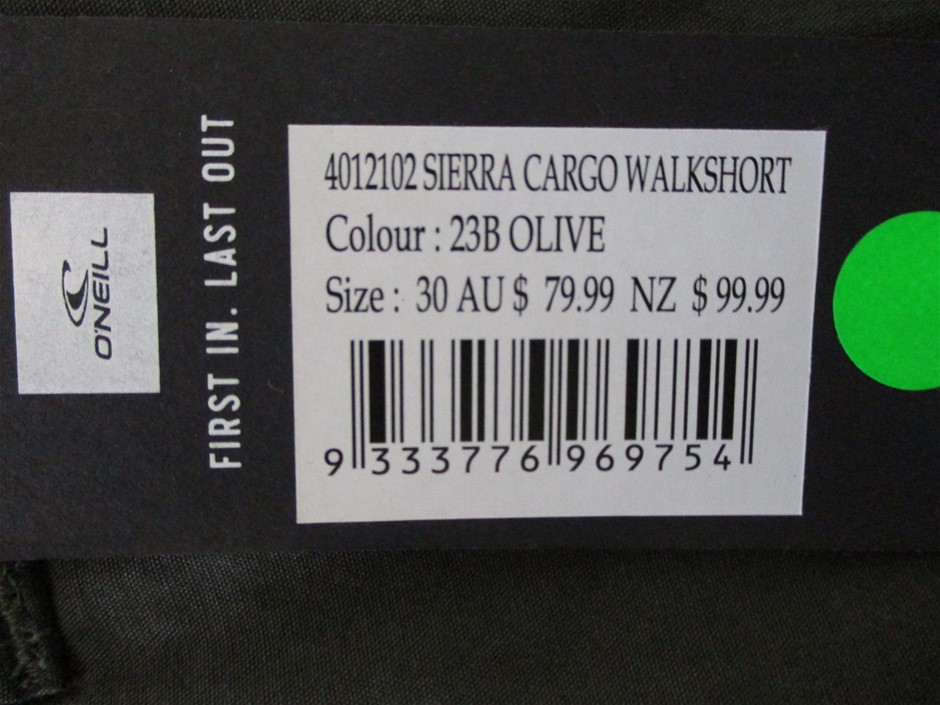 O'NEILL
FIRST IN. LAST OUT
4012102 SIERRA CARGO WALKSHORT
Colour : 23B OLIVE
Size : 30 AU $ 79.99 NZ $ 99.99
9 333776 969754